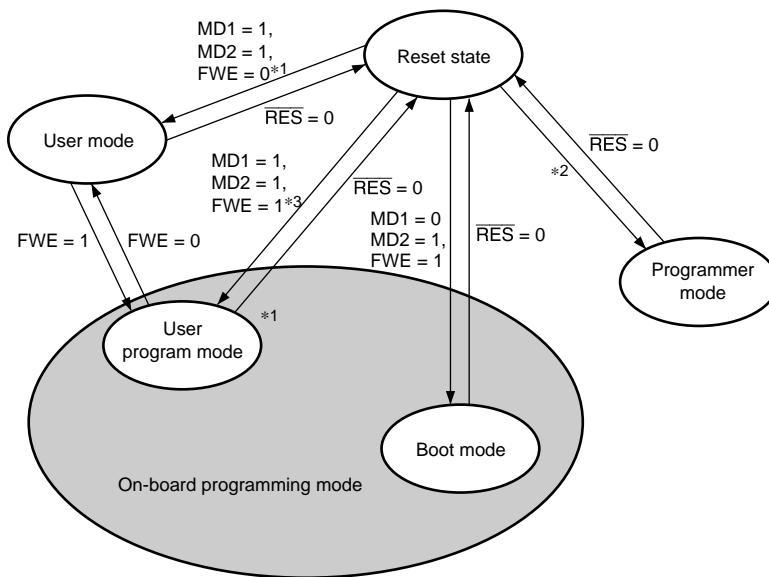 MD1 = 1,
MD2 = 1,
FWE = 0*1
Reset state
RES = 0
User mode
MD1 = 1,
MD2 = 1,
FWE = 1*3
RES = 0
RES = 0
*2
MD1 = 0
MD2 = 1,
FWE = 1
RES = 0
FWE = 1
FWE = 0
Programmer
mode
*1
User
program mode
Boot mode
On-board programming mode